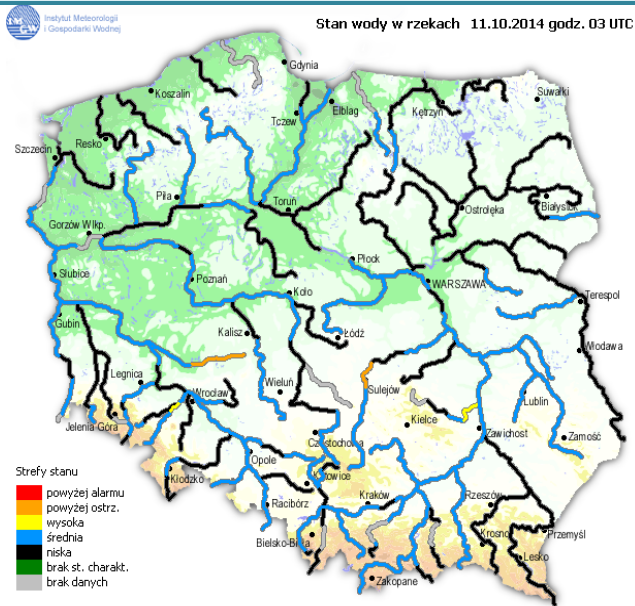 Instytut Meteorologii
i Gospodarki Wodnej
Stan wody w rzekach 11.10.2014 godz. 03 UTC
Gdynia
Koszalin
Suwałki
Elbląg
Kętrzyn
Tczew
Resko
Szczecin
Piła
Toruń
Ostrołęka
Białystok
Gorzów Wlkp.
Płock
Słubice
Poznań
WARSZAWA
Koło
Terespol
Gubin
Kalisz
Łódź
Włodawa
Legnica
Wieluń
Sulejów
Wrocław
Lublin
Jelenia Góra
Kielce
Częstochowa
Zawichost
Zamość
Opole
Kłodzko
Katowice
Racibórz
Kraków
Rzeszów
Bielsko-Biała
Krosno
Przemyśl
Lesko
Zakopane
Strefy stanu
powyżej alarmu
powyżej ostrz.
wysoka
średnia
niska
brak st. charakt.
brak danych